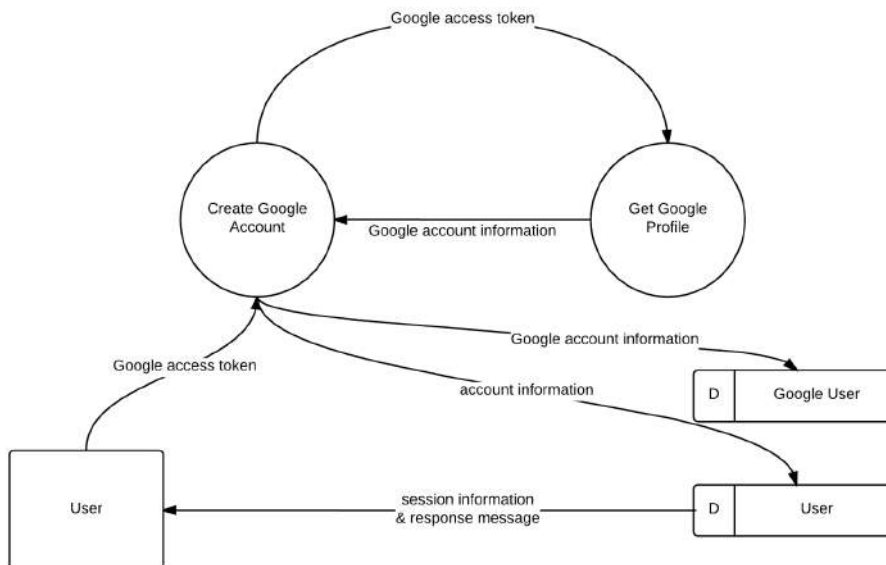 Google access token
Create Google
Account
Get Google
Profile
Google account information
Google account information
Google access token
account information
D
Google User
User
session information
& response message
D
User